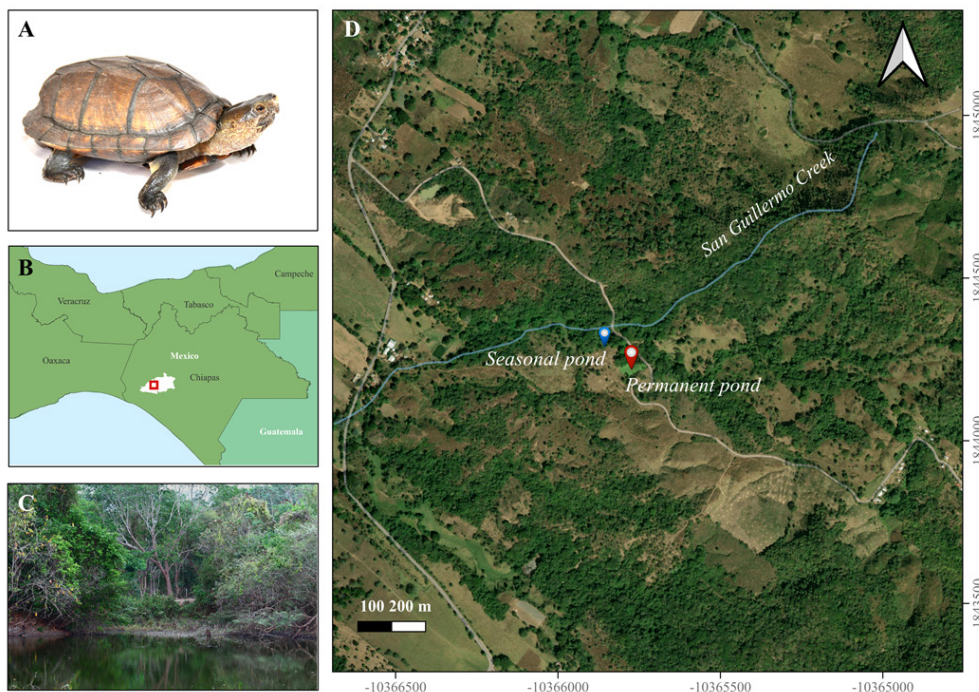 A
B
Campeche
Veracruz
Tabasco
Oaxaca
Mexico
Chiapas
Guatemala
C
D
San Guillermo Creek
Seasonal pond
Permanent pond
100 200 m
1845000
1844500
1844000
1843500
-10366500
-10366000
-10365500
-10365000